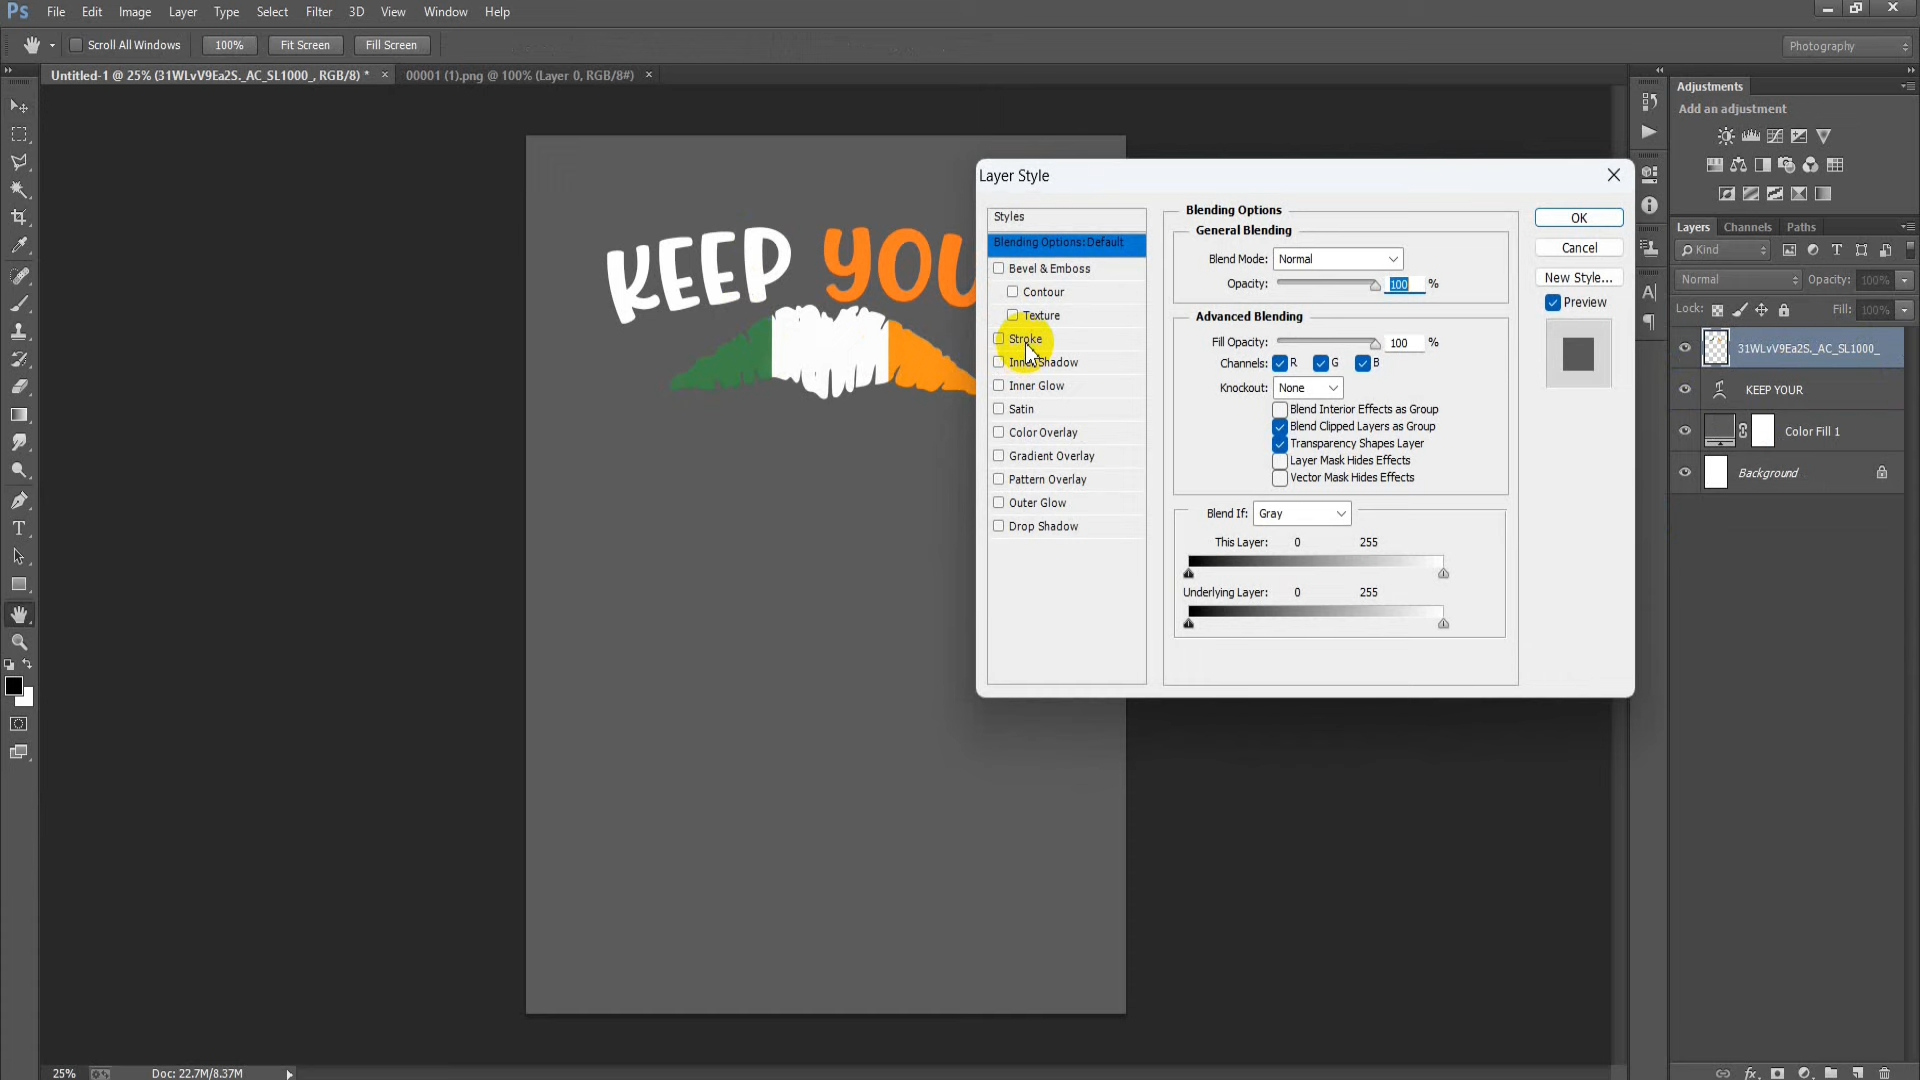 Ps File Edit Image Layer Type Select Filter 3D View Window Help
Scroll All Windows 100% Fit Screen Fill Screen Photography
Untitled-1 @ 25% (31WLvV9Ea2S._AC_SL1000_, RGB/8) * × 00001 (1).png @ 100% (Layer 0, RGB/8#) ×
Adjustments
Add an adjustment
KEEP YOU
Layer Style
Styles
Blending Options: Default
Bevel & Emboss
Contour
Texture
Stroke
Inner Shadow
Inner Glow
Satin
Color Overlay
Gradient Overlay
Pattern Overlay
Outer Glow
Drop Shadow
Blending Options
General Blending
Blend Mode: Normal
Opacity: 100 %
Advanced Blending
Fill Opacity: 100 %
Channels: R G B
Knockout: None
Blend Interior Effects as Group
Blend Clipped Layers as Group
Transparency Shapes Layer
Layer Mask Hides Effects
Vector Mask Hides Effects
Blend If: Gray
This Layer: 0 255
Underlying Layer: 0 255
OK
Cancel
New Style...
Preview
Layers Channels Paths
Kind
Normal Opacity: 100%
Lock: Fill: 100%
31WLvV9Ea2S._AC_SL1000_
KEEP YOUR
Color Fill 1
Background
25% Doc: 22.7M/8.37M